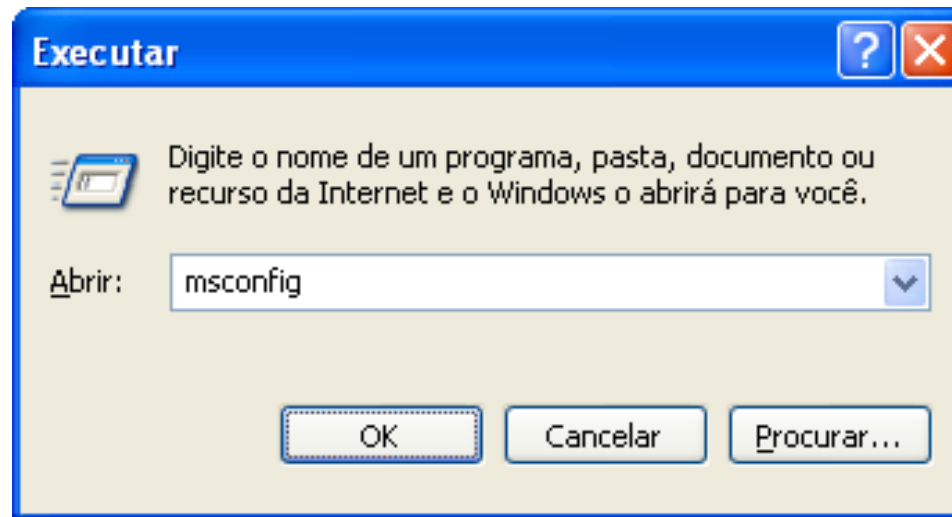 Executar
Digite o nome de um programa, pasta, documento ou
recurso da Internet e o Windows o abrirá para você.
Abrir: msconfig
OK Cancelar Procurar...